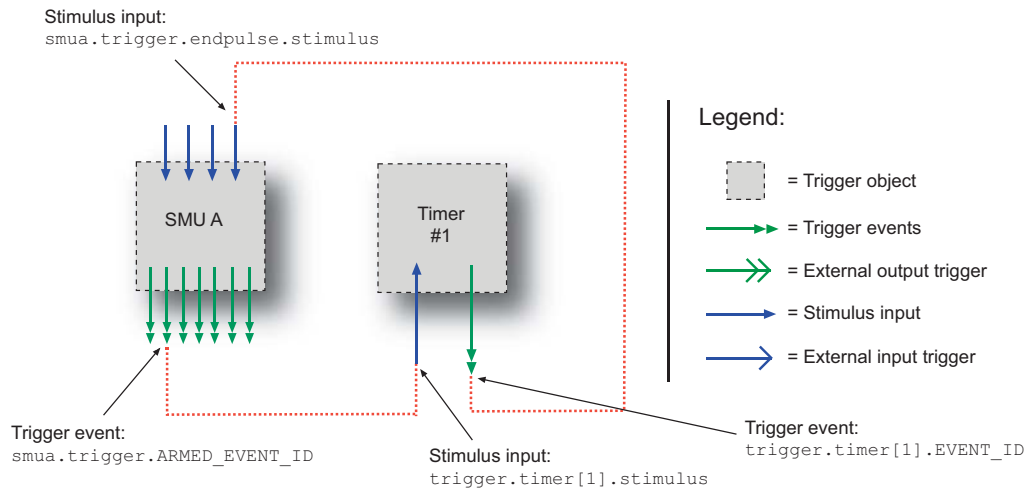 Stimulus input:
smua.trigger.endpulse.stimulus
SMU A
Timer
#1
Trigger event:
smua.trigger.ARMED_EVENT_ID
Stimulus input:
trigger.timer[1].stimulus
Trigger event:
trigger.timer[1].EVENT_ID
Legend:
= Trigger object
= Trigger events
= External output trigger
= Stimulus input
= External input trigger